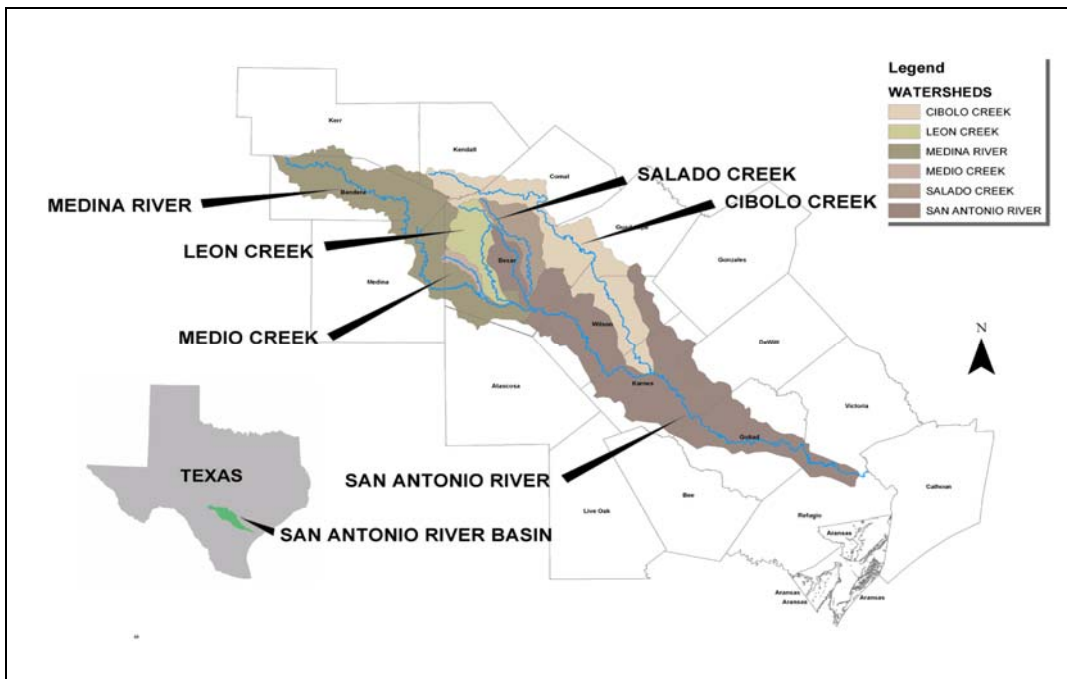 Legend
WATERSHEDS
CIBOLO CREEK
LEON CREEK
MEDINA RIVER
MEDIO CREEK
SALADO CREEK
SAN ANTONIO RIVER
Kerr
Kendall
Comal
SALADO CREEK
Bandera
MEDINA RIVER
CIBOLO CREEK
Guadalupe
LEON CREEK
Bexar
Gonzales
Medina
MEDIO CREEK
Wilson
N
DeWitt
Atascosa
Karnes
Victoria
Goliad
TEXAS
SAN ANTONIO RIVER
Calhoun
Bee
Live Oak
Refugio
SAN ANTONIO RIVER BASIN
Aransas
Aransas
Aransas
Aransas